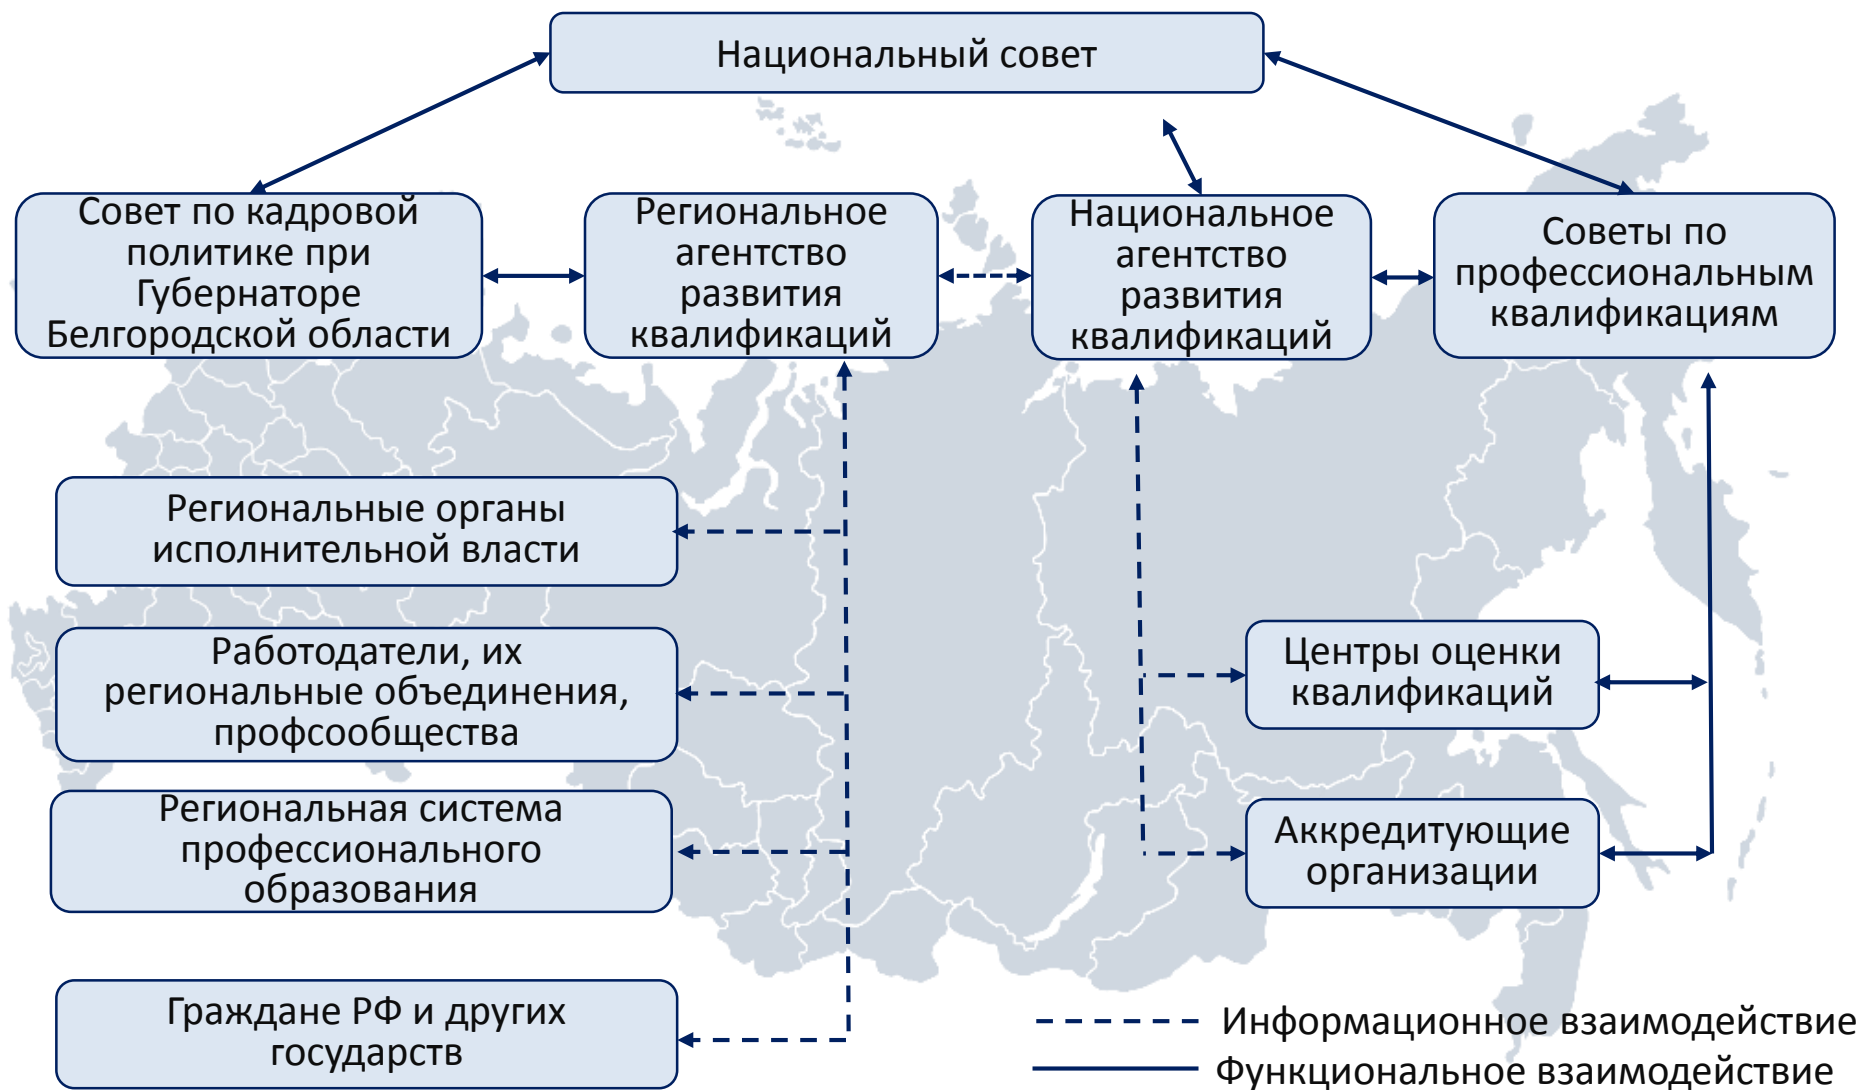 Национальный совет
Совет по кадровой
политике при
Губернаторе
Белгородской области
Региональное
агентство
развития
квалификаций
Национальное
агентство
развития
квалификаций
Советы по
профессиональным
квалификациям
Региональные органы
исполнительной власти
Работодатели, их
региональные объединения,
профсообщества
Региональная система
профессионального
образования
Граждане РФ и других
государств
Центры оценки
квалификаций
Аккредитующие
организации
Информационное взаимодействие
Функциональное взаимодействие